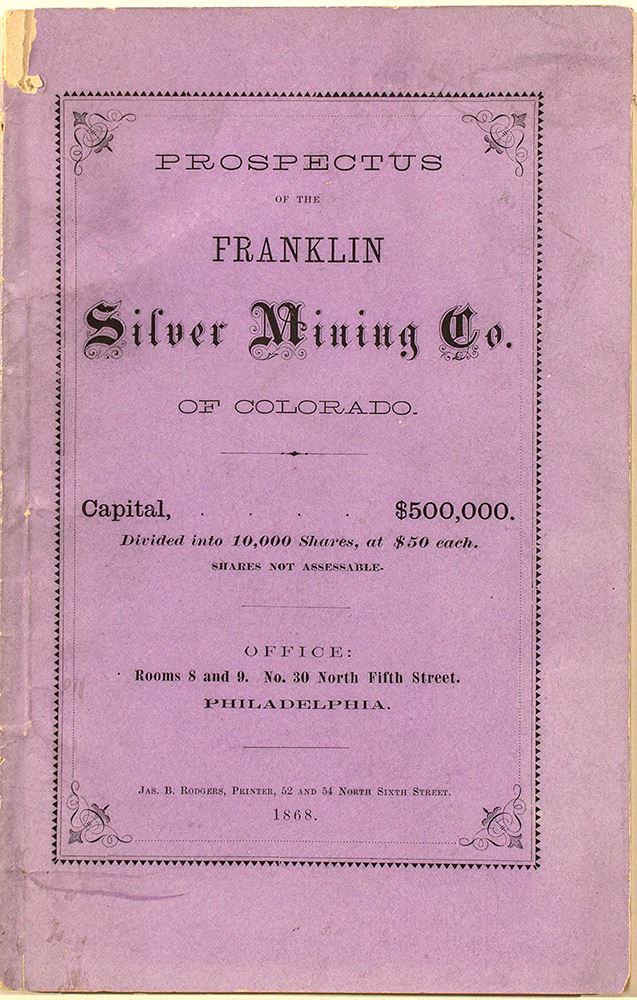 PROSPECTUS
OF THE
FRANKLIN
Silver Mining Co.
OF COLORADO.
Capital, . . . . $500,000.
Divided into 10,000 Shares, at $50 each.
SHARES NOT ASSESSABLE.
OFFICE:
Rooms 8 and 9. No. 30 North Fifth Street.
PHILADELPHIA.
JAS. B. RODGERS, PRINTER, 52 AND 54 NORTH SIXTH STREET.
1868.